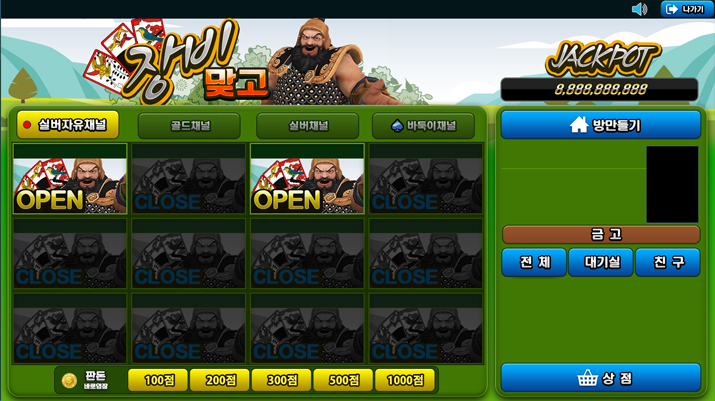 나가기
장비 맞고
JACKPOT
8,888,888,888
실버자유채널
골드채널
실버채널
바둑이채널
방만들기
OPEN
CLOSE
OPEN
CLOSE
금 고
전 체
대기실
친 구
CLOSE
CLOSE
CLOSE
CLOSE
CLOSE
CLOSE
CLOSE
CLOSE
판돈
바로입장
100점
200점
300점
500점
1000점
상 점